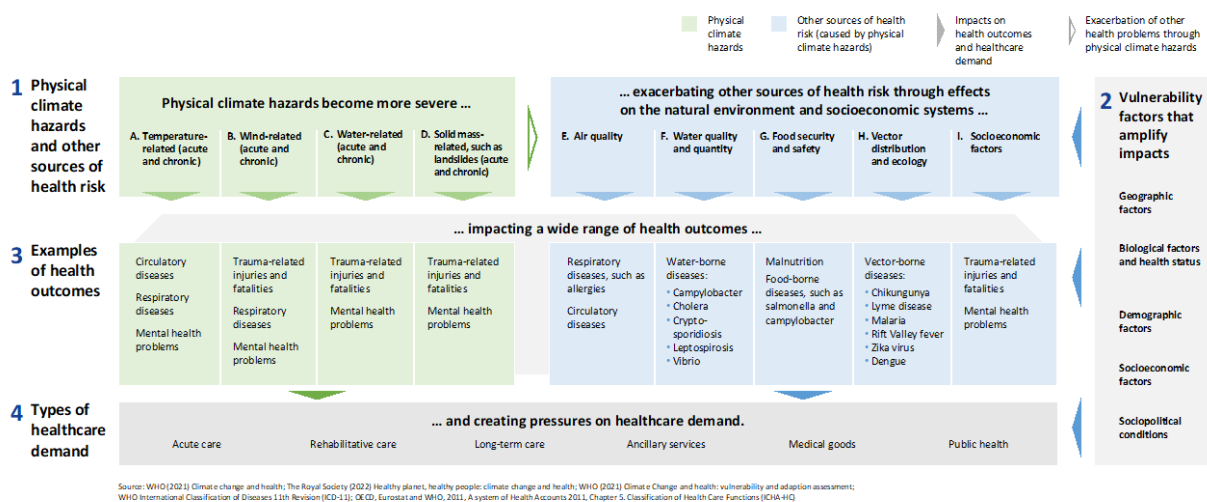 Physical
climate
hazards
Other sources of health
risk (caused by physical
climate hazards)
Impacts on
health outcomes
and healthcare
demand
Exacerbation of other
health problems through
physical climate hazards
1 Physical
climate
hazards
and other
sources of
health risk
Physical climate hazards become more severe ...
A. Temperature-
related (acute
and chronic)
B. Wind-related
(acute and
chronic)
C. Water-related
(acute and
chronic)
D. Solid mass-
related, such as
landslides (acute
and chronic)
... exacerbating other sources of health risk through effects
on the natural environment and socioeconomic systems ...
E. Air quality
F. Water quality
and quantity
G. Food security
and safety
H. Vector
distribution
and ecology
I. Socioeconomic
factors
2 Vulnerability
factors that
amplify
impacts
Geographic
factors
Biological factors
and health status
Demographic
factors
Socioeconomic
factors
Sociopolitical
conditions
... impacting a wide range of health outcomes ...
3 Examples
of health
outcomes
Circulatory
diseases
Respiratory
diseases
Mental health
problems
Trauma-related
injuries and
fatalities
Respiratory
diseases
Mental health
problems
Trauma-related
injuries and
fatalities
Mental health
problems
Trauma-related
injuries and
fatalities
Mental health
problems
Respiratory
diseases, such as
allergies
Circulatory
diseases
Water-borne
diseases:
• Campylobacter
• Cholera
• Crypto-
sporidiosis
• Leptospirosis
• Vibrio
Malnutrition
Food-borne
diseases, such as
salmonella and
campylobacter
Vector-borne
diseases:
• Chikungunya
• Lyme disease
• Malaria
• Rift Valley fever
• Zika virus
• Dengue
Trauma-related
injuries and
fatalities
Mental health
problems
4 Types of
healthcare
demand
... and creating pressures on healthcare demand.
Acute care
Rehabilitative care
Long-term care
Ancillary services
Medical goods
Public health
Source: WHO (2021) Climate change and health; The Royal Society (2022) Healthy planet, healthy people: climate change and health; WHO (2021) Climate Change and health: vulnerability and adaption assessment;
WHO International Classification of Diseases 11th Revision (ICD-11); OECD, Eurostat and WHO, 2011, A system of Health Accounts 2011, Chapter 5. Classification of Health Care Functions (ICHA-HC)